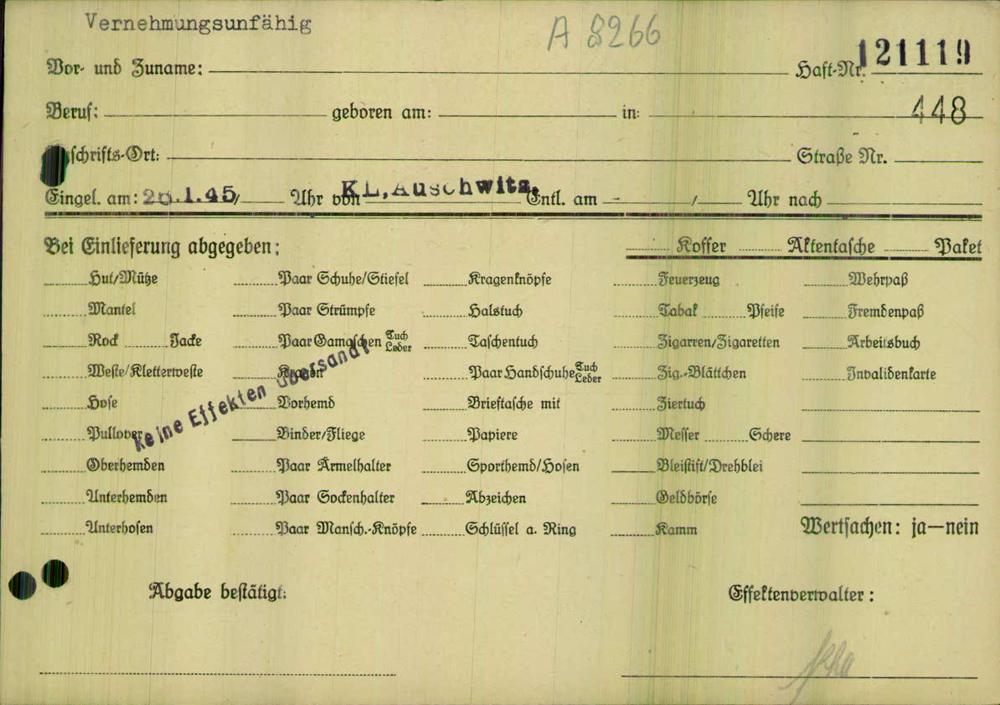 Vernehmungsunfähig A 8266
Vor- und Zuname: Haft-Nr. 121119
Beruf: geboren am: in: 448
schrifts-Ort: Straße Nr.
Eingel. am: 26.1.45 / Uhr von KL. Auschwitz. Entl. am – / Uhr nach
Bei Einlieferung abgegeben: Koffer Aktentasche Paket
Hut/Mütze Paar Schuhe/Stiefel Kragenknöpfe Feuerzeug Wehrpaß
Mantel Paar Strümpfe Halstuch Tabak Pfeife Fremdenpaß
Rock Jacke Paar Gamaschen Tuch Leder Taschentuch Zigarren/Zigaretten Arbeitsbuch
Weste/Kletterweste Kragen Paar Handschuhe Tuch Leder Zig.-Blättchen Invalidenkarte
Keine Effekten übersandt
Hose Vorhemd Brieftasche mit Ziertuch
Pullover Binder/Fliege Papiere Messer Schere
Oberhemden Paar Ärmelhalter Sporthemd/Hosen Bleistift/Drehblei
Unterhemden Paar Sockenhalter Abzeichen Geldbörse
Unterhosen Paar Mansch.-Knöpfe Schlüssel a. Ring Kamm Wertsachen: ja—nein
Abgabe bestätigt: Effektenverwalter: